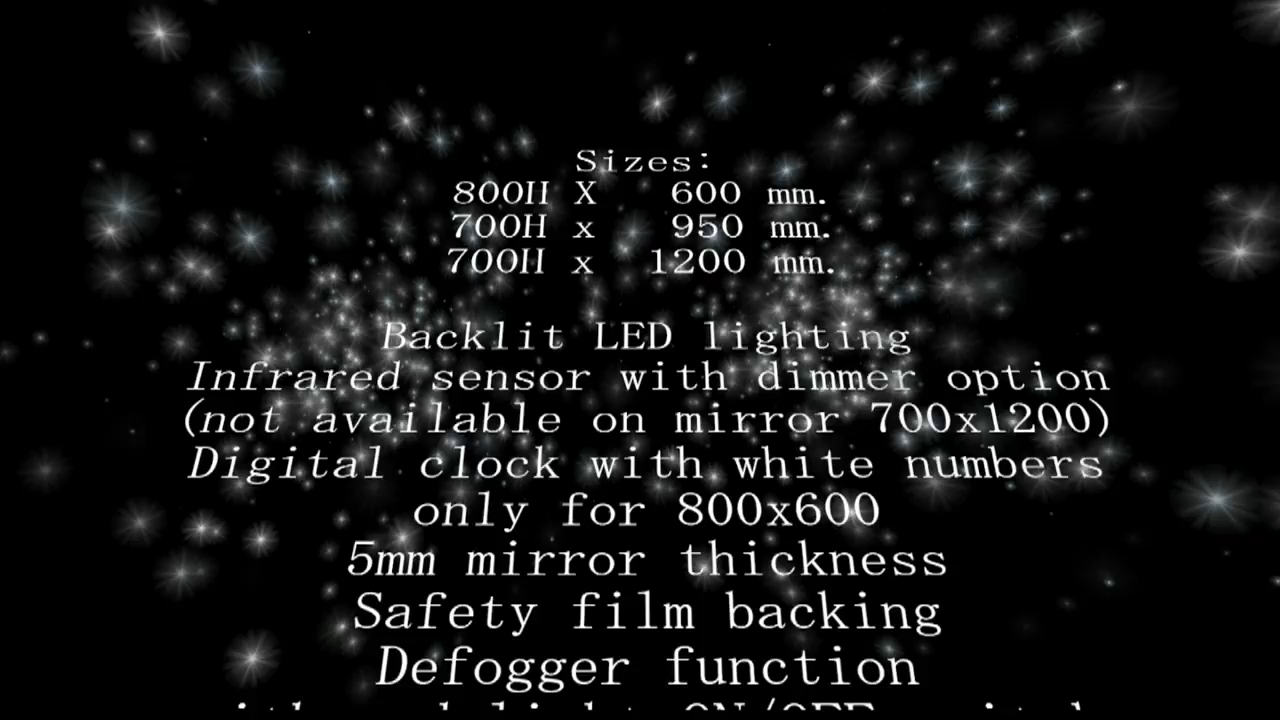 Sizes:
800H X 600 mm.
700H x 950 mm.
700H x 1200 mm.
Backlit LED lighting
Infrared sensor with dimmer option
(not available on mirror 700x1200)
Digital clock with white numbers
only for 800x600
5mm mirror thickness
Safety film backing
Defogger function